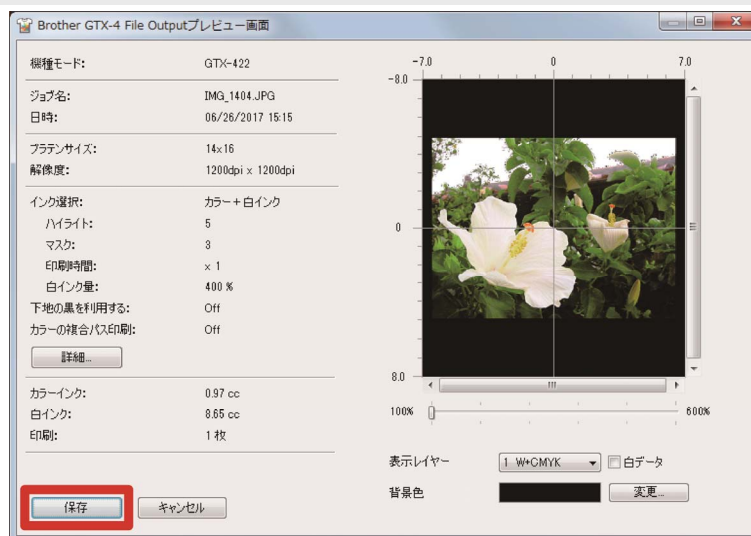 Brother GTX-4 File Outputプレビュー画面
機種モード: GTX-422
ジョブ名: IMG_1404.JPG
日時: 06/26/2017 15:15
プラテンサイズ: 14×16
解像度: 1200dpi × 1200dpi
インク選択: カラー+白インク
ハイライト: 5
マスク: 3
印刷時間: × 1
白インク量: 400 %
下地の黒を利用する: Off
カラーの複合パス印刷: Off
詳細...
カラーインク: 0.97 cc
白インク: 8.65 cc
印刷: 1 枚
保存 キャンセル
-7.0 0 7.0
-8.0
0
8.0
100% 600%
表示レイヤー 1 W+CMYK 白データ
背景色 変更...